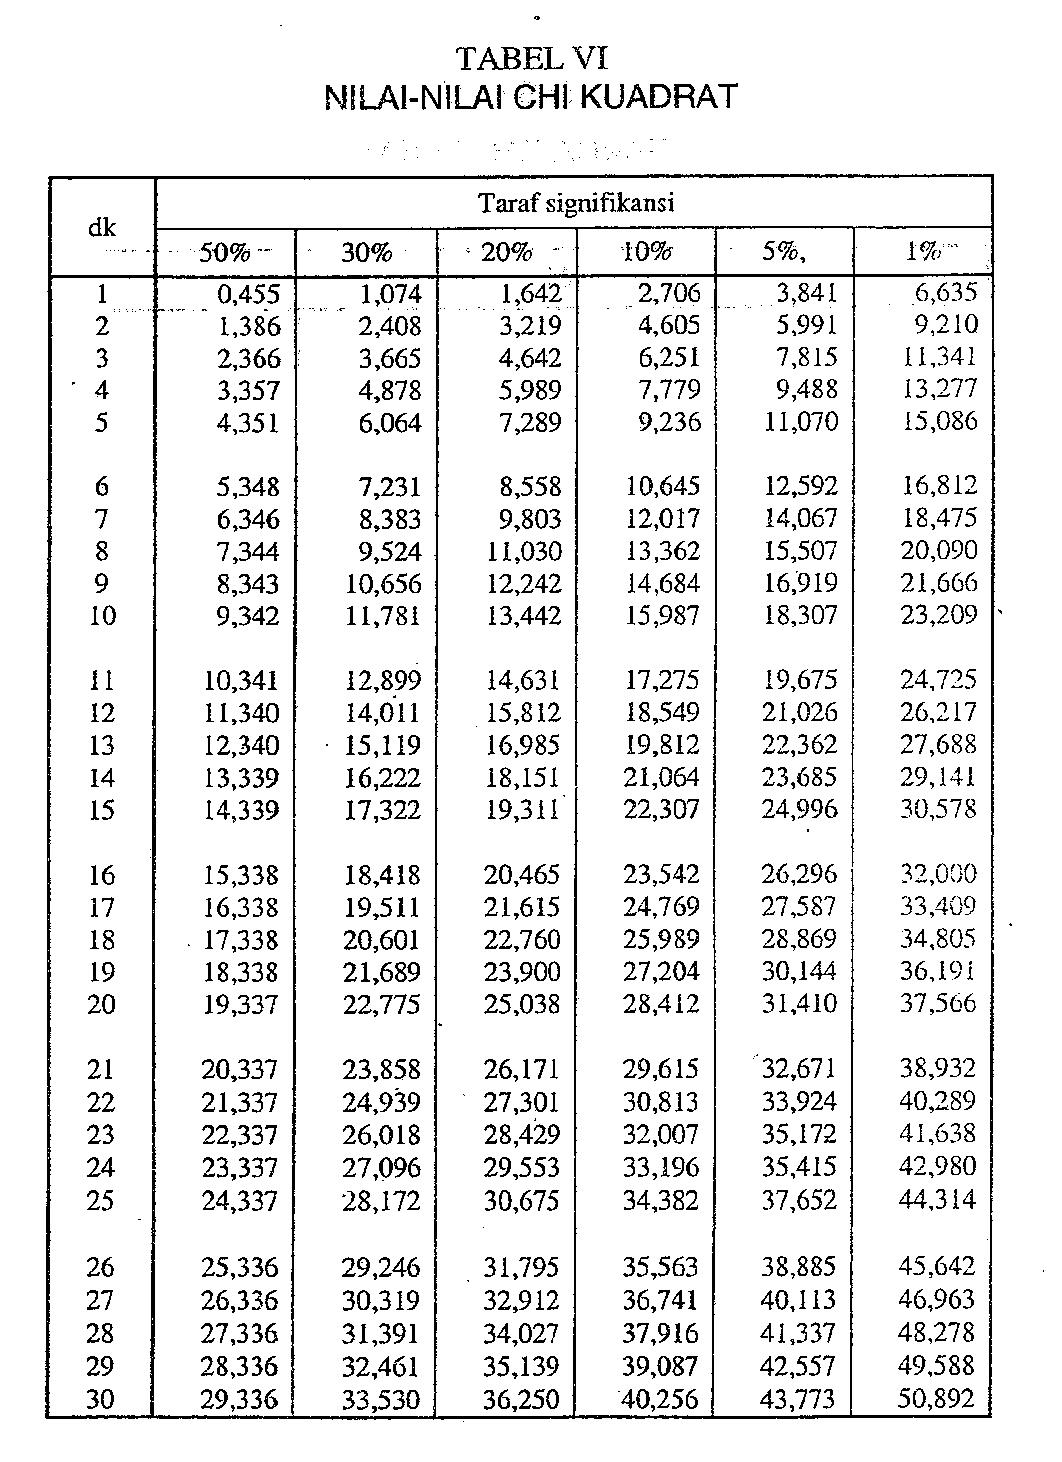 TABEL VI
NILAI-NILAI CHI KUADRAT
dk Taraf signifikansi
50% 30% 20% 10% 5%, 1%
1 0,455 1,074 1,642 2,706 3,841 6,635
2 1,386 2,408 3,219 4,605 5,991 9,210
3 2,366 3,665 4,642 6,251 7,815 11,341
4 3,357 4,878 5,989 7,779 9,488 13,277
5 4,351 6,064 7,289 9,236 11,070 15,086
6 5,348 7,231 8,558 10,645 12,592 16,812
7 6,346 8,383 9,803 12,017 14,067 18,475
8 7,344 9,524 11,030 13,362 15,507 20,090
9 8,343 10,656 12,242 14,684 16,919 21,666
10 9,342 11,781 13,442 15,987 18,307 23,209
11 10,341 12,899 14,631 17,275 19,675 24,725
12 11,340 14,011 15,812 18,549 21,026 26,217
13 12,340 15,119 16,985 19,812 22,362 27,688
14 13,339 16,222 18,151 21,064 23,685 29,141
15 14,339 17,322 19,311 22,307 24,996 30,578
16 15,338 18,418 20,465 23,542 26,296 32,000
17 16,338 19,511 21,615 24,769 27,587 33,409
18 17,338 20,601 22,760 25,989 28,869 34,805
19 18,338 21,689 23,900 27,204 30,144 36,191
20 19,337 22,775 25,038 28,412 31,410 37,566
21 20,337 23,858 26,171 29,615 32,671 38,932
22 21,337 24,939 27,301 30,813 33,924 40,289
23 22,337 26,018 28,429 32,007 35,172 41,638
24 23,337 27,096 29,553 33,196 35,415 42,980
25 24,337 28,172 30,675 34,382 37,652 44,314
26 25,336 29,246 31,795 35,563 38,885 45,642
27 26,336 30,319 32,912 36,741 40,113 46,963
28 27,336 31,391 34,027 37,916 41,337 48,278
29 28,336 32,461 35,139 39,087 42,557 49,588
30 29,336 33,530 36,250 40,256 43,773 50,892